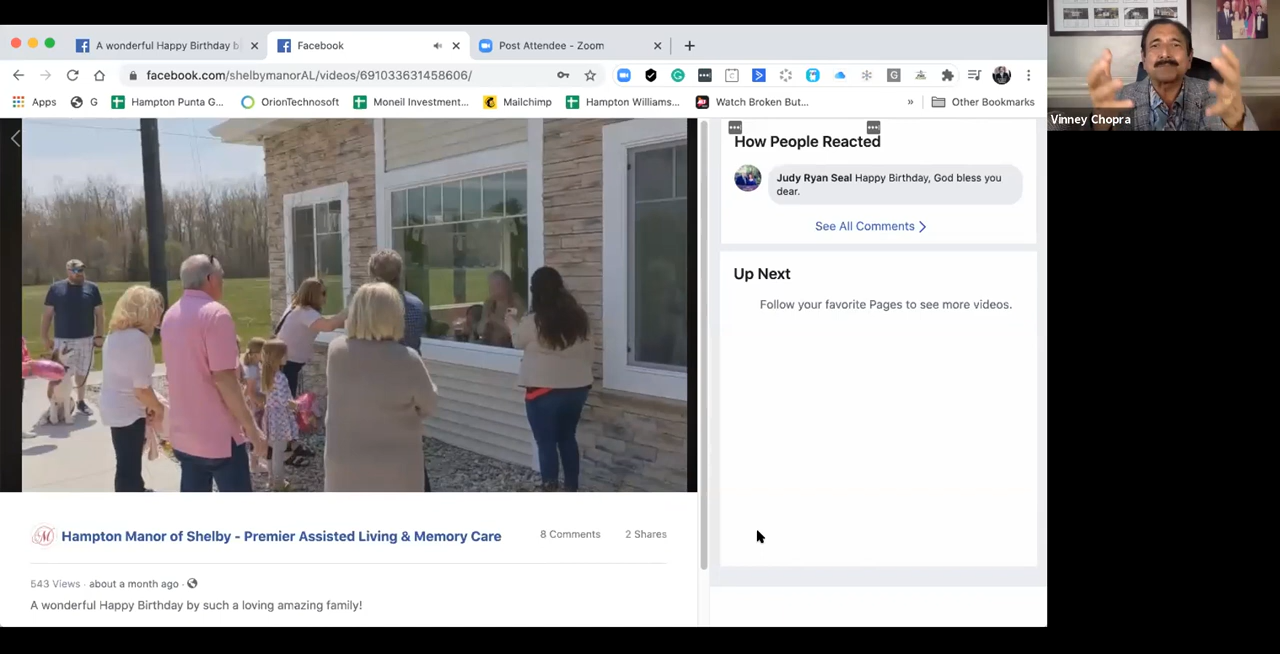 A wonderful Happy Birthday b
Facebook
Post Attendee - Zoom
facebook.com/shelbymanorAL/videos/691033631458606/
Apps
G
Hampton Punta G...
OrionTechnosoft
Moneil Investment...
Mailchimp
Hampton Williams...
Watch Broken But...
»
Other Bookmarks
Vinney Chopra
How People Reacted
Judy Ryan Seal Happy Birthday, God bless you
dear.
See All Comments
Up Next
Follow your favorite Pages to see more videos.
M
Hampton Manor of Shelby - Premier Assisted Living & Memory Care
8 Comments
2 Shares
543 Views · about a month ago ·
A wonderful Happy Birthday by such a loving amazing family!